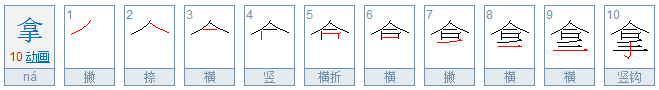 拿 1 2 3 4 5 6 7 8 9 10
10 动画
ná 撇 捺 横 竖 横折 横 撇 横 横 竖钩